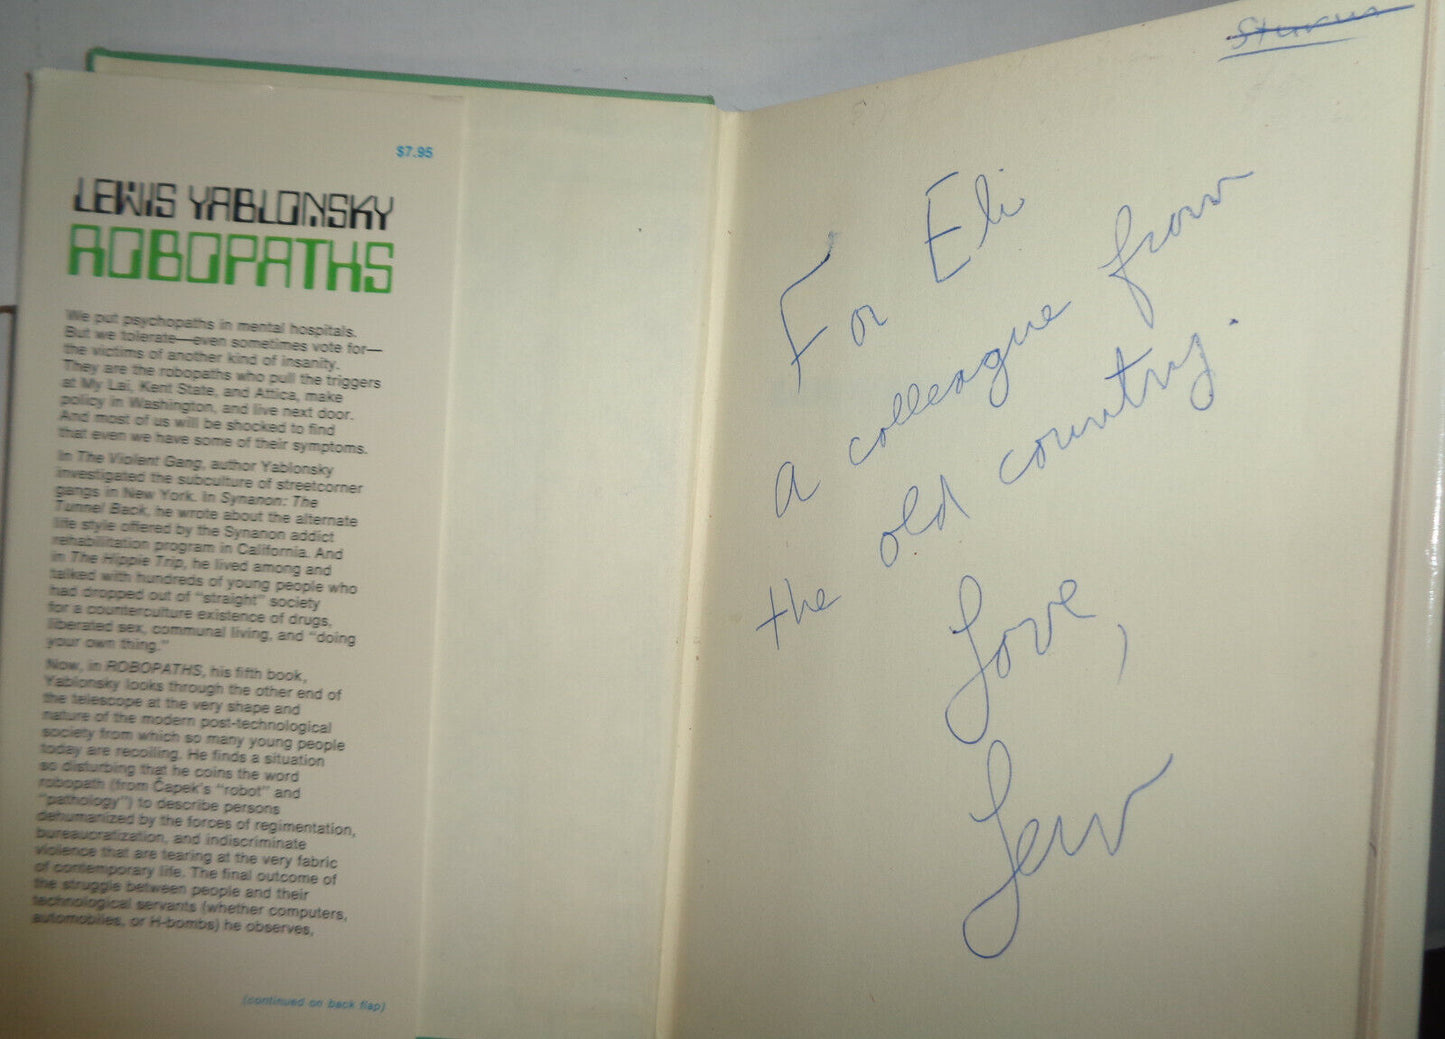 $7.95
LEWIS YABLONSKY
ROBOPATHS
We put psychopaths in mental hospitals.
But we tolerate—even sometimes vote for—
the victims of another kind of insanity.
They are the robopaths who pull the triggers
at My Lai, Kent State, and Attica, make
policy in Washington, and live next door.
And most of us will be shocked to find
that even we have some of their symptoms.
In The Violent Gang, author Yablonsky
investigated the subculture of streetcorner
gangs in New York. In Synanon: The
Tunnel Back, he wrote about the alternate
life style offered by the Synanon addict
rehabilitation program in California. And
in The Hippie Trip, he lived among and
talked with hundreds of young people who
had dropped out of "straight" society
for a counterculture existence of drugs,
liberated sex, communal living, and "doing
your own thing."
Now, in ROBOPATHS, his fifth book,
Yablonsky looks through the other end of
the telescope at the very shape and
nature of the modern post-technological
society from which so many young people
today are recoiling. He finds a situation
so disturbing that he coins the word
robopath (from Čapek's "robot" and
"pathology") to describe persons
dehumanized by the forces of regimentation,
bureaucratization, and indiscriminate
violence that are tearing at the very fabric
of contemporary life. The final outcome of
the struggle between people and their
technological servants (whether computers,
automobiles, or H-bombs) he observes,
(continued on back flap)
For Eli
a colleague from
the old country.
Love,
Lew